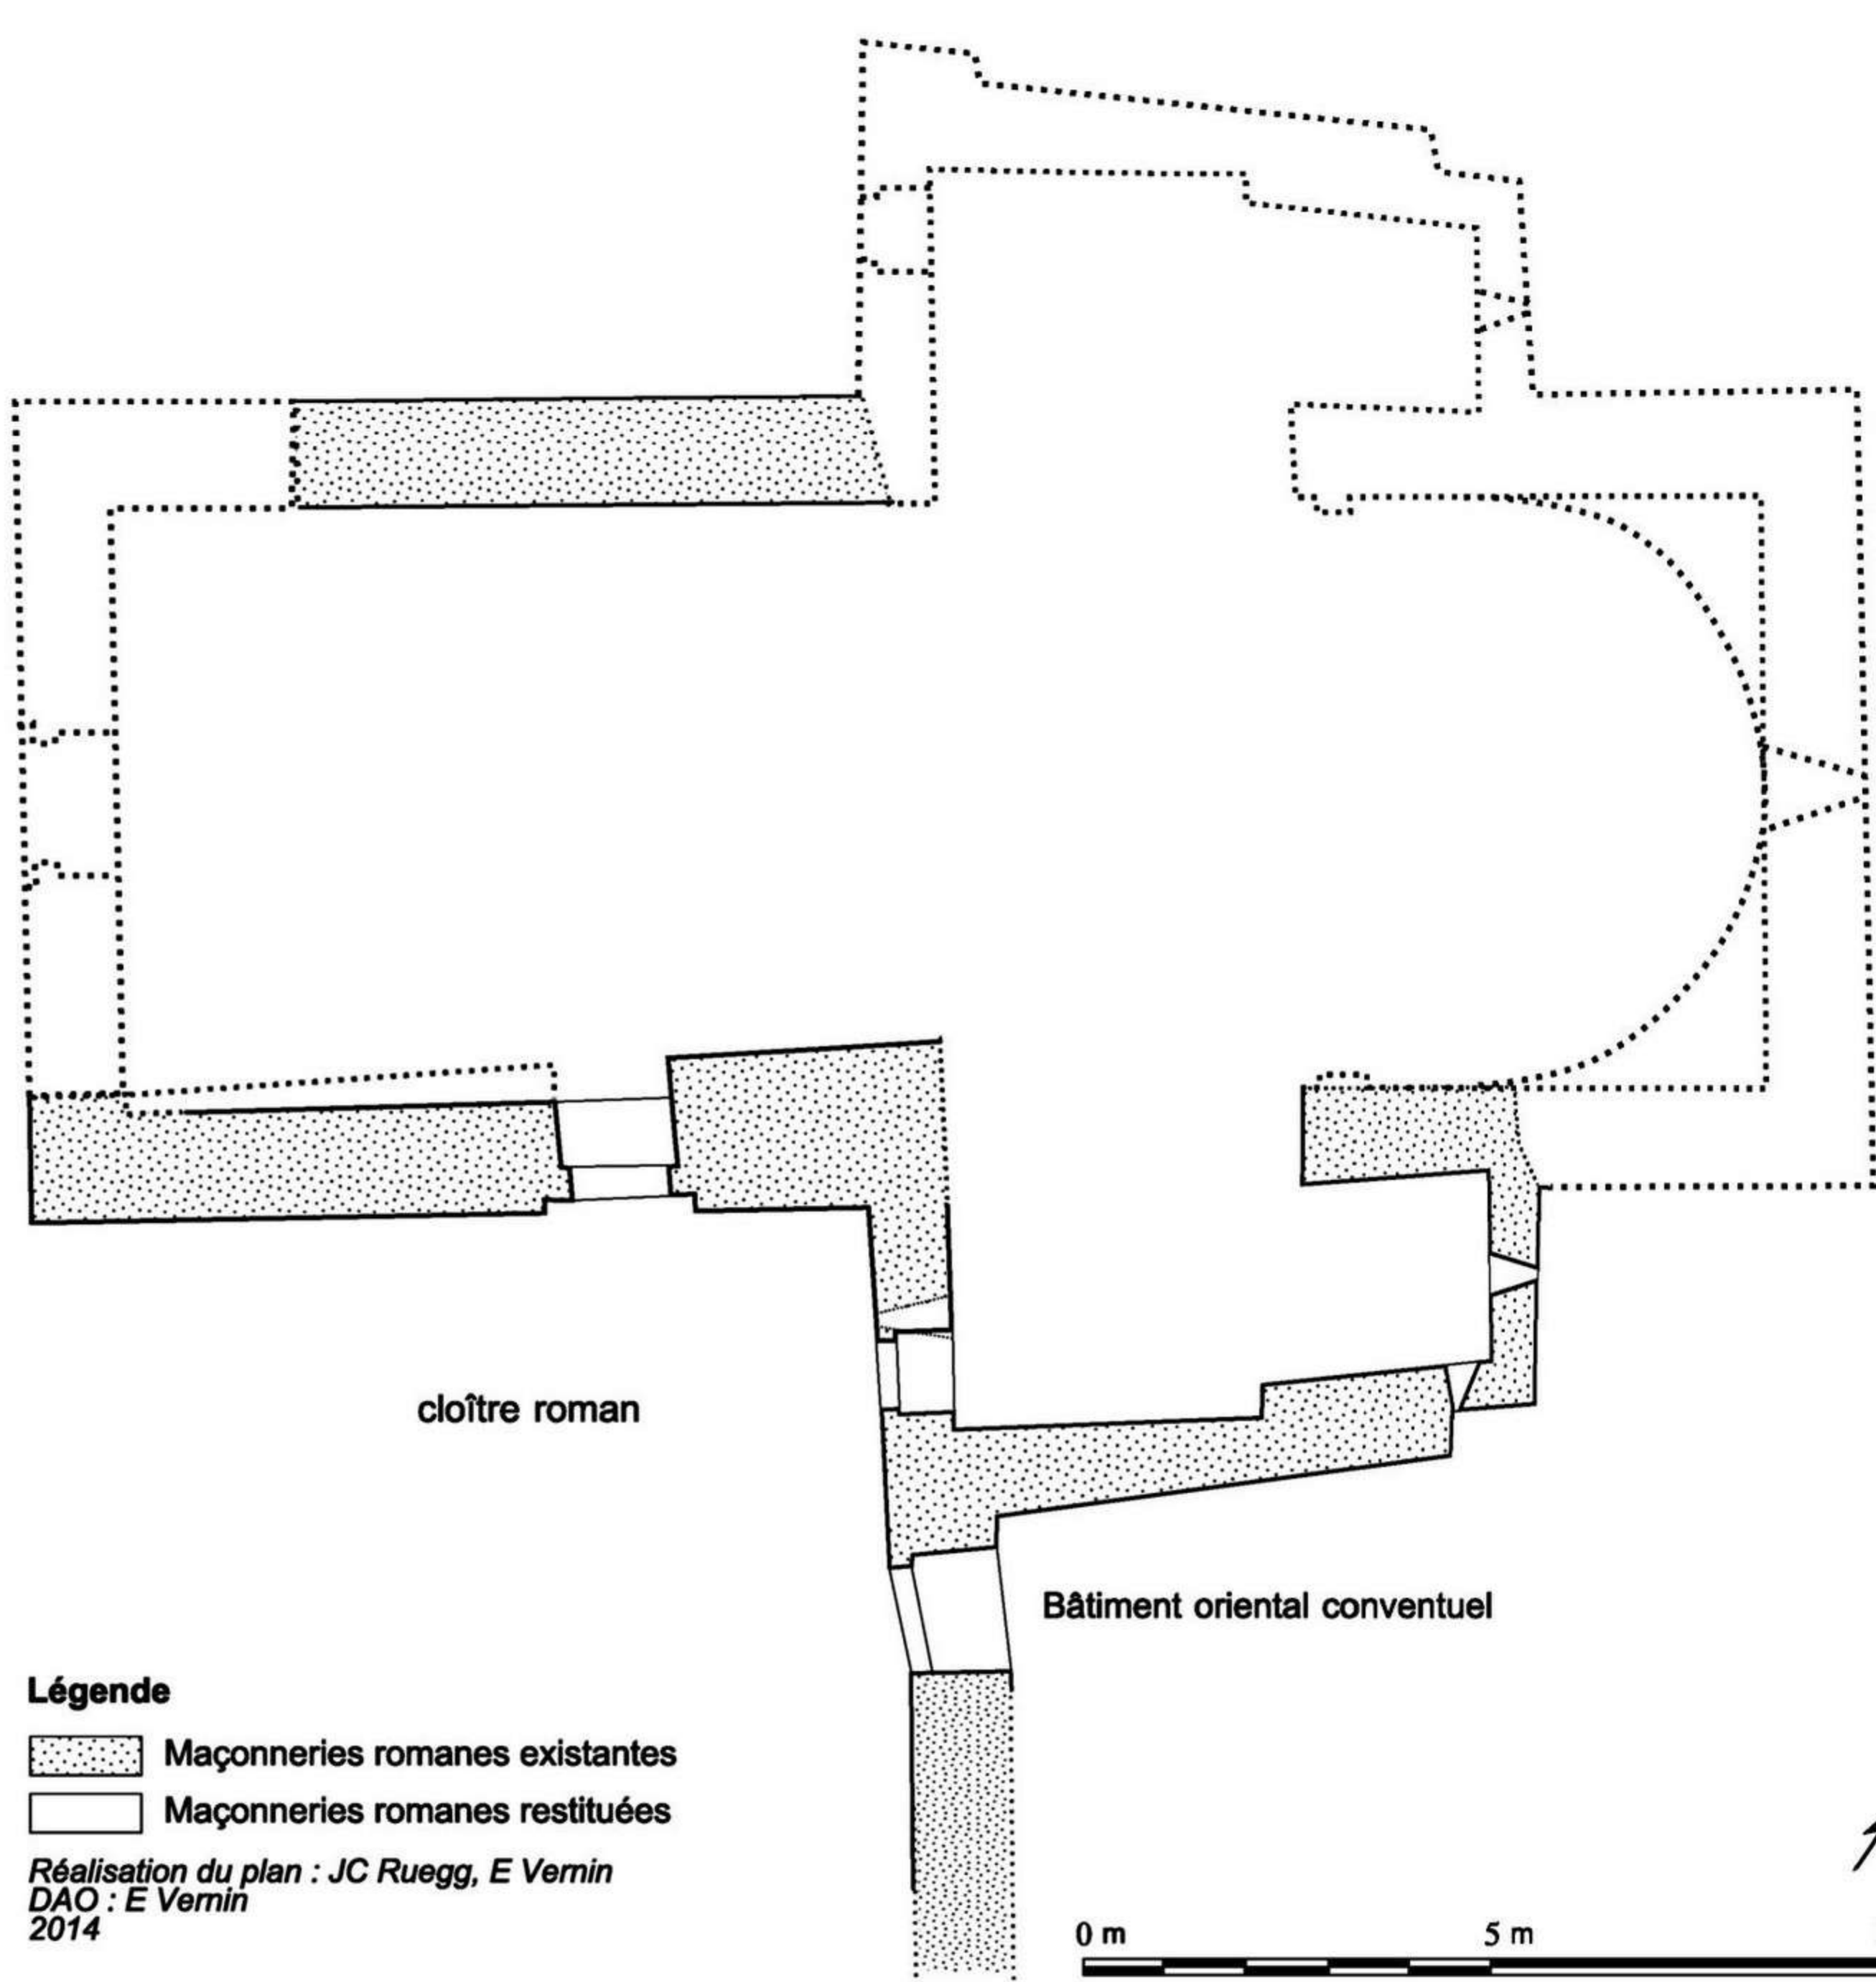 cloître roman
Bâtiment oriental conventuel
Légende
Maçonneries romanes existantes
Maçonneries romanes restituées
Réalisation du plan : JC Ruegg, E Vernin
DAO : E Vernin
2014
0 m 5 m